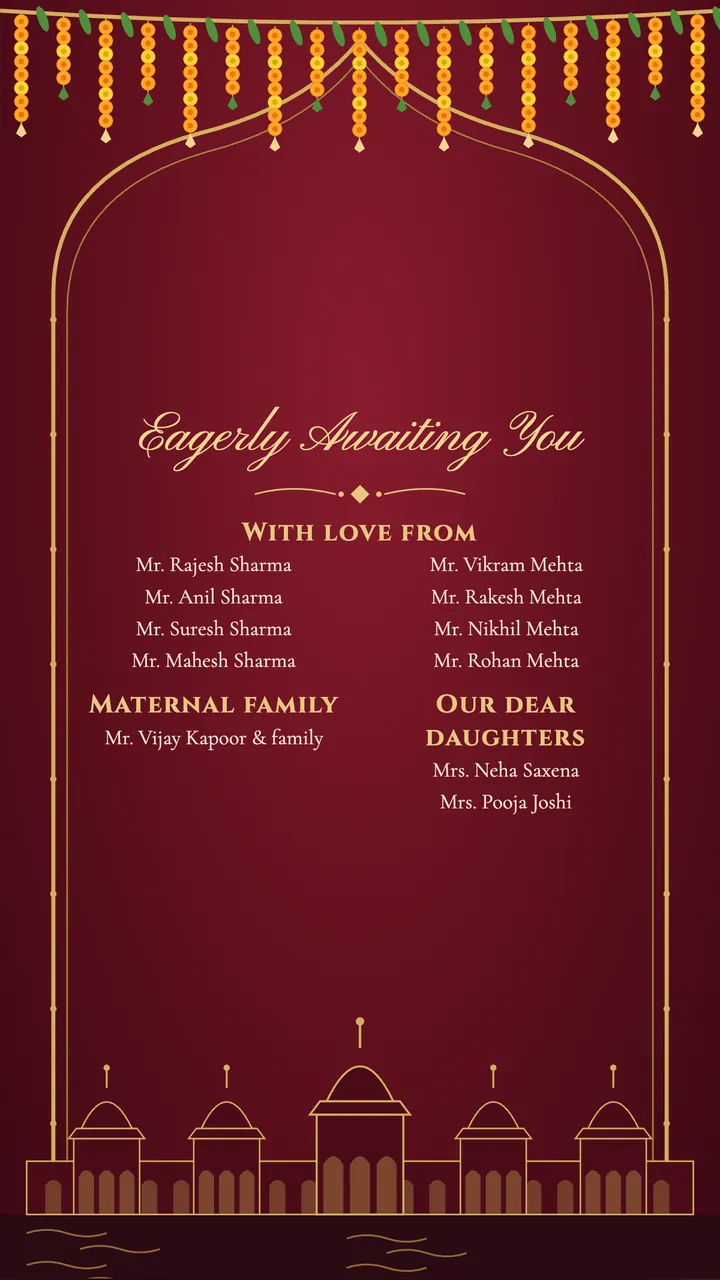 Eagerly Awaiting You
With love from
Mr. Rajesh Sharma
Mr. Anil Sharma
Mr. Suresh Sharma
Mr. Mahesh Sharma
Mr. Vikram Mehta
Mr. Rakesh Mehta
Mr. Nikhil Mehta
Mr. Rohan Mehta
Maternal family
Mr. Vijay Kapoor & family
Our dear
daughters
Mrs. Neha Saxena
Mrs. Pooja Joshi